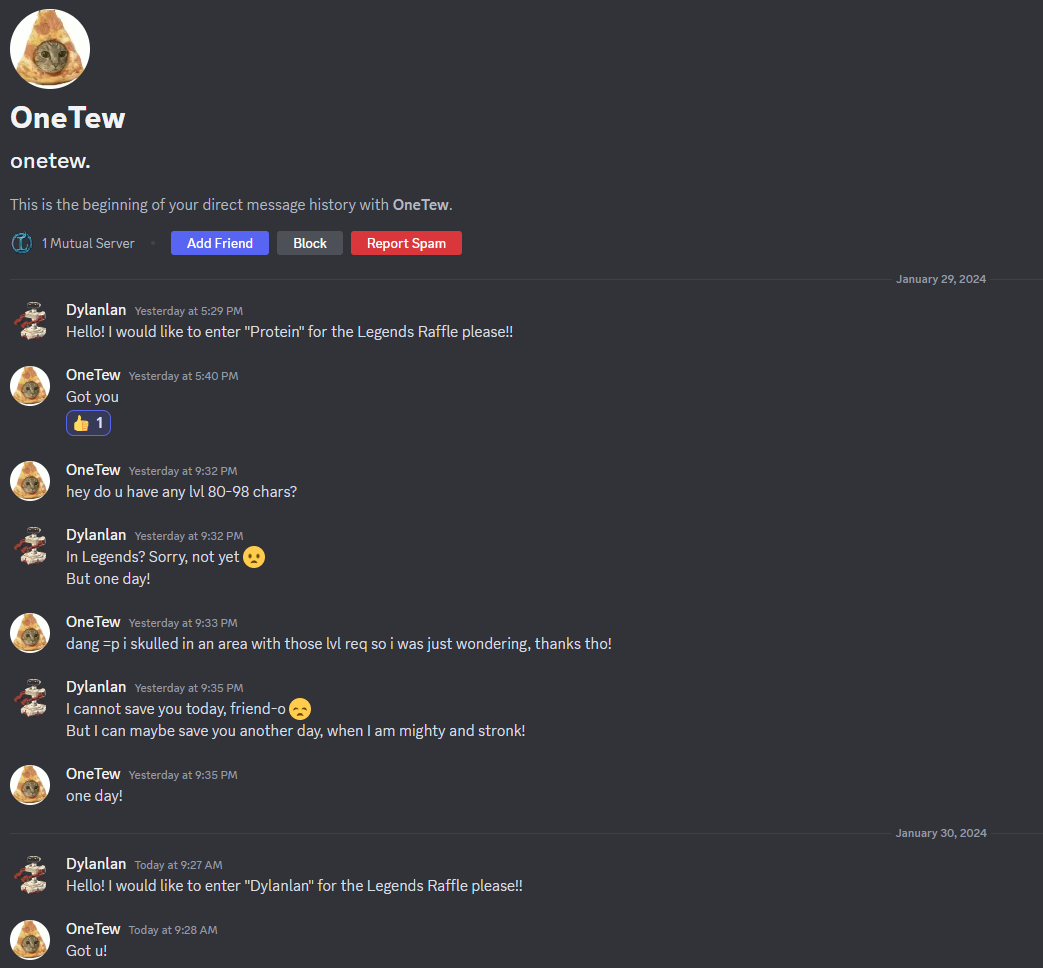 OneTew
onetew.
This is the beginning of your direct message history with OneTew.
1 Mutual Server Add Friend Block Report Spam
January 29, 2024
Dylanlan Yesterday at 5:29 PM
Hello! I would like to enter "Protein" for the Legends Raffle please!!
OneTew Yesterday at 5:40 PM
Got you
👍 1
OneTew Yesterday at 9:32 PM
hey do u have any lvl 80-98 chars?
Dylanlan Yesterday at 9:32 PM
In Legends? Sorry, not yet 😦
But one day!
OneTew Yesterday at 9:33 PM
dang =p i skulled in an area with those lvl req so i was just wondering, thanks tho!
Dylanlan Yesterday at 9:35 PM
I cannot save you today, friend-o 😞
But I can maybe save you another day, when I am mighty and stronk!
OneTew Yesterday at 9:35 PM
one day!
January 30, 2024
Dylanlan Today at 9:27 AM
Hello! I would like to enter "Dylanlan" for the Legends Raffle please!!
OneTew Today at 9:28 AM
Got u!